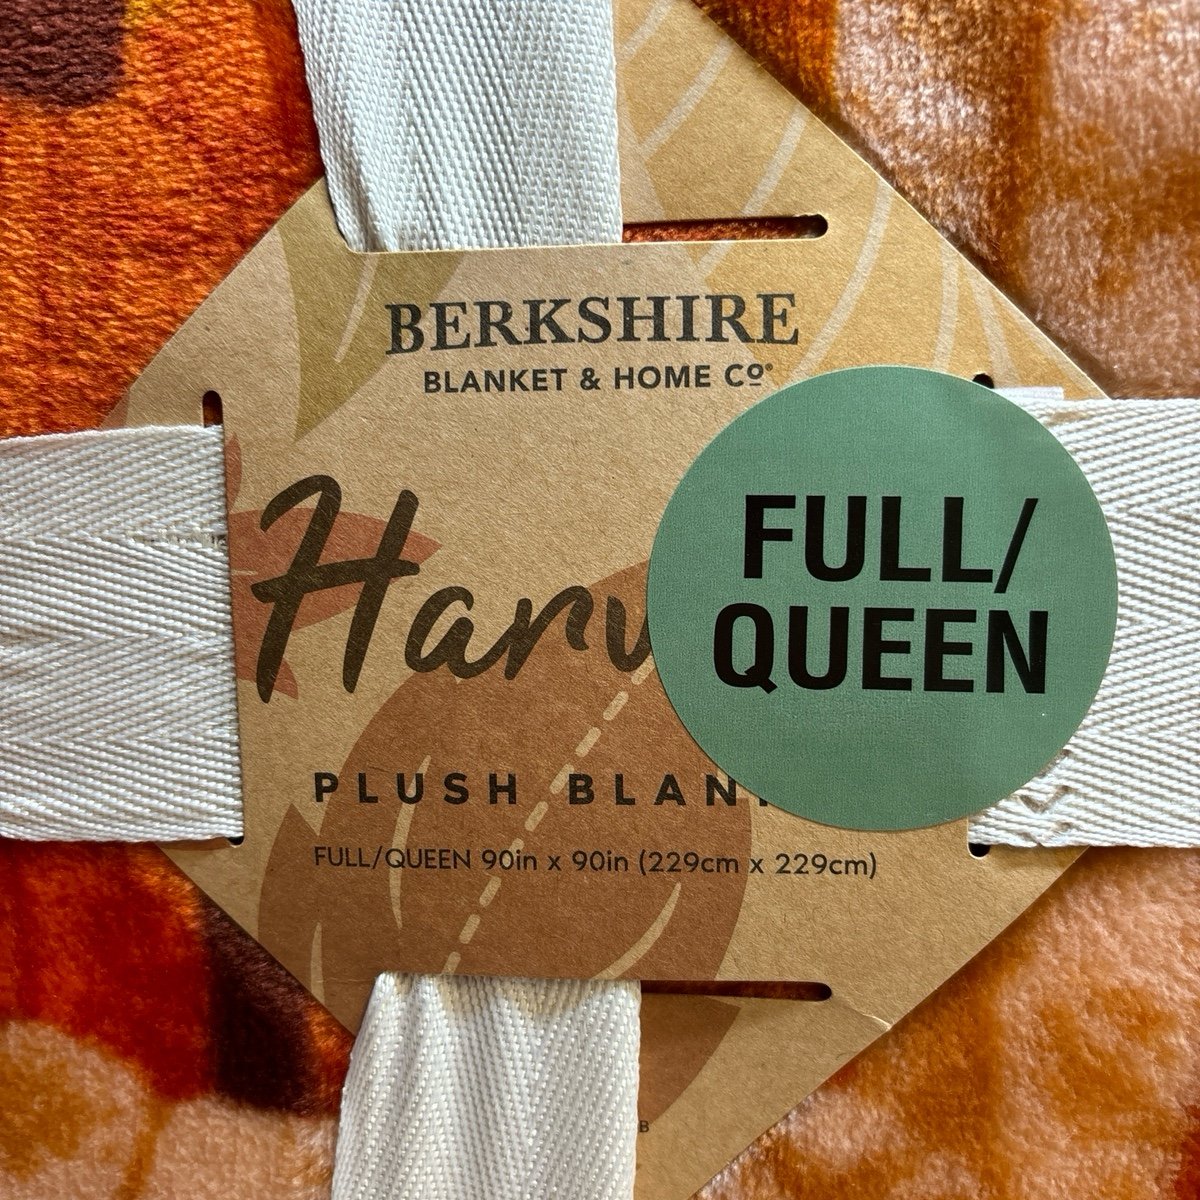 BERKSHIRE
BLANKET & HOME Cº®
Harv
FULL/
QUEEN
PLUSH BLAN
FULL/QUEEN 90in x 90in (229cm x 229cm)
B